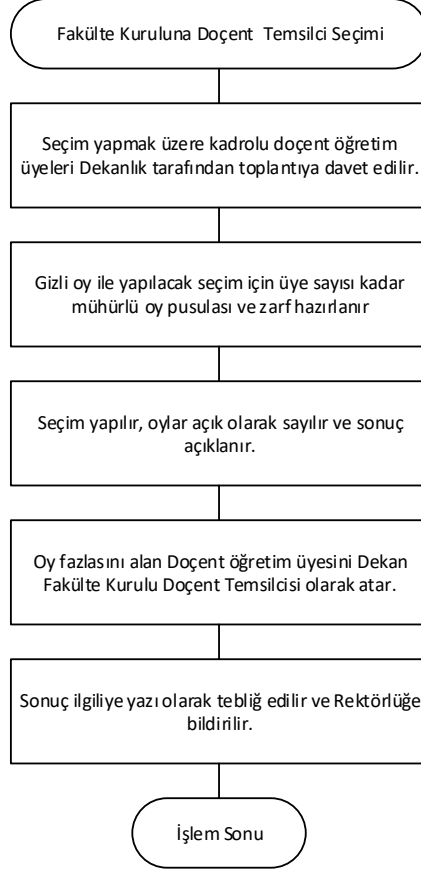 Fakülte Kuruluna Doçent Temsilci Seçimi
Seçim yapmak üzere kadrolu doçent öğretim
üyeleri Dekanlık tarafından toplantıya davet edilir.
Gizli oy ile yapılacak seçim için üye sayısı kadar
mühürlü oy pusulası ve zarf hazırlanır
Seçim yapılır, oylar açık olarak sayılır ve sonuç
açıklanır.
Oy fazlasını alan Doçent öğretim üyesini Dekan
Fakülte Kurulu Doçent Temsilcisi olarak atar.
Sonuç ilgiliye yazı olarak tebliğ edilir ve Rektörlüğe
bildirilir.
İşlem Sonu